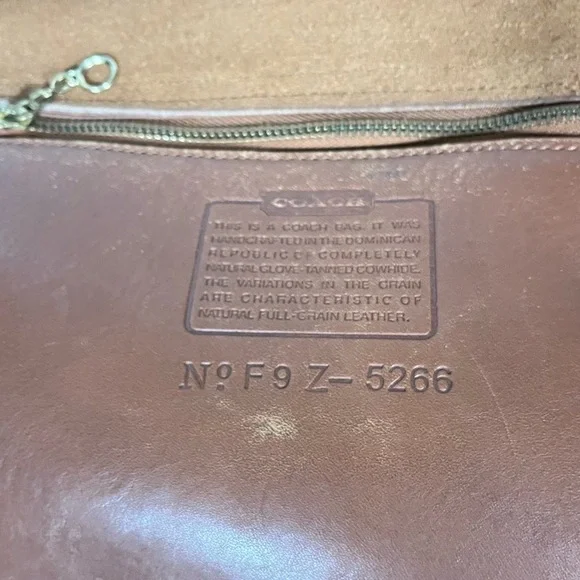 COACH
THIS IS A COACH BAG. IT WAS
HANDCRAFTED IN THE DOMINICAN
REPUBLIC OF COMPLETELY
NATURAL GLOVE-TANNED COWHIDE.
THE VARIATIONS IN THE GRAIN
ARE CHARACTERISTIC OF
NATURAL FULL-GRAIN LEATHER.
Nº F9Z-5266